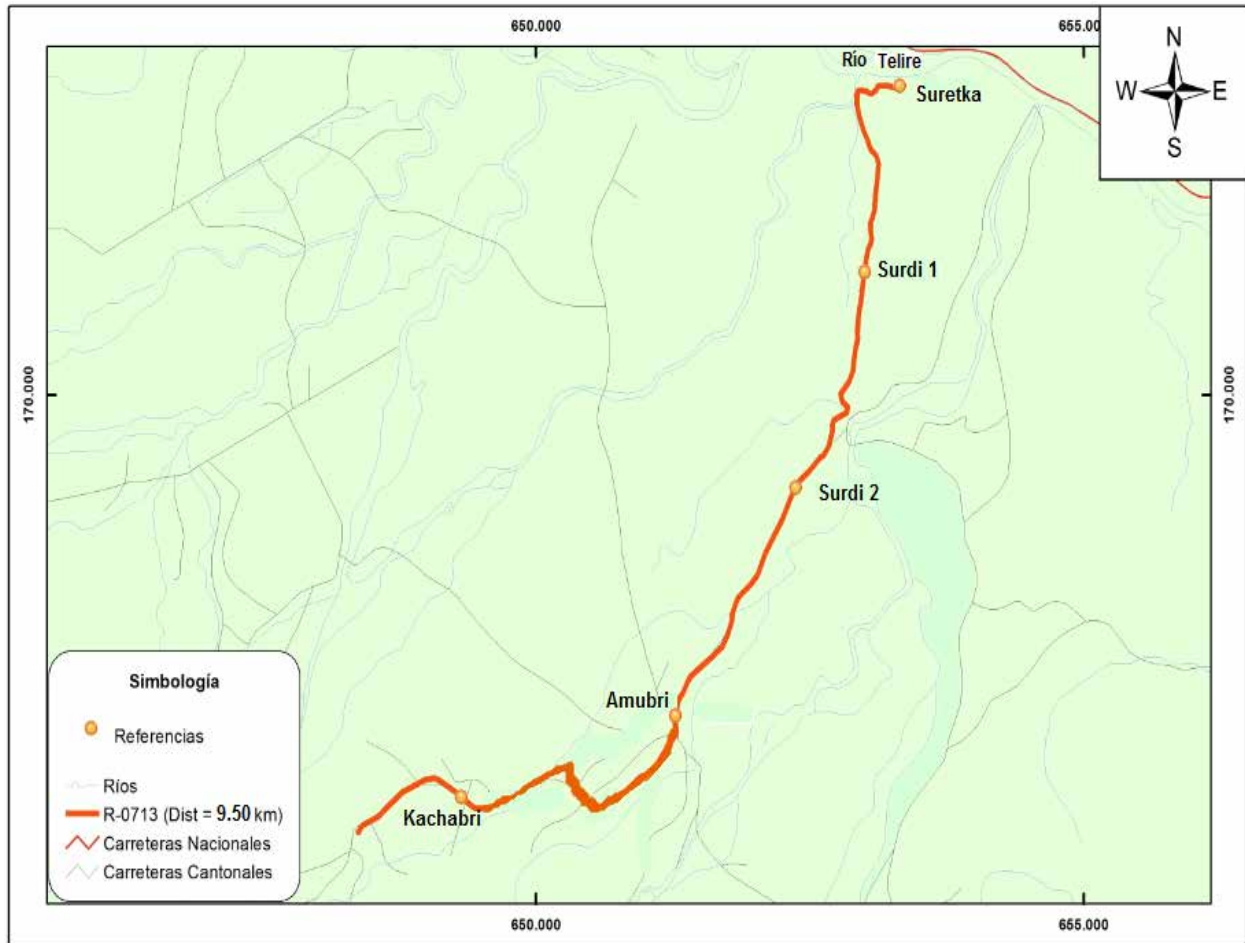 650.000
655.000
N
W E
S
Río Telire
Suretka
Surdi 1
170.000
170.000
Surdi 2
Amubri
Kachabri
Simbología
Referencias
Ríos
R-0713 (Dist = 9.50 km)
Carreteras Nacionales
Carreteras Cantonales
650.000
655.000